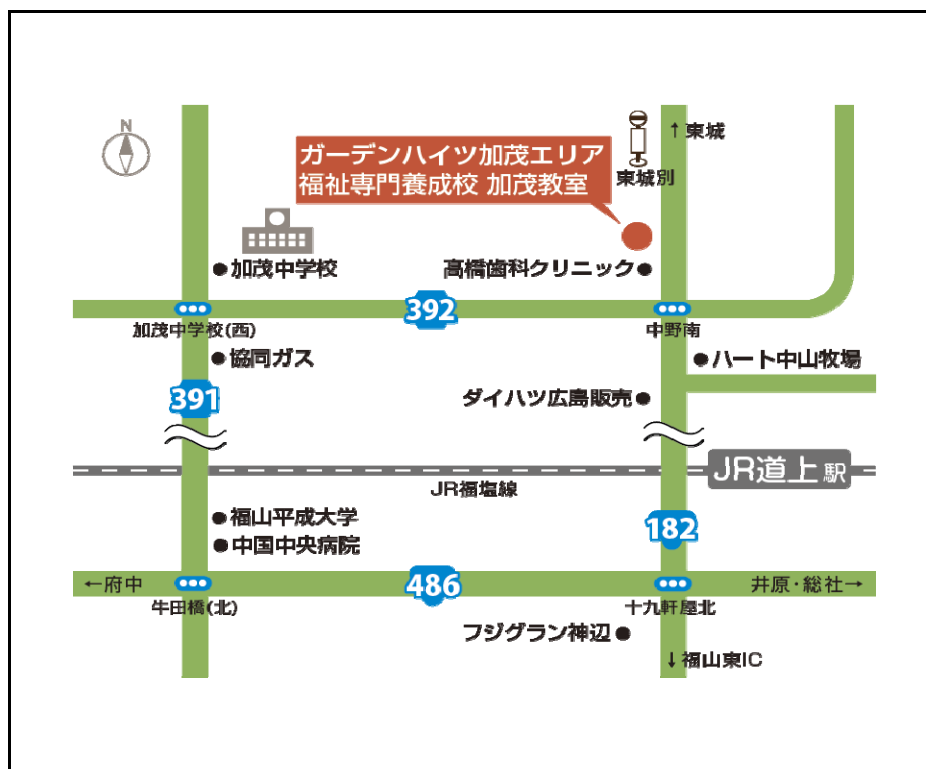 N
↑東城
ガーデンハイツ加茂エリア
福祉専門養成校 加茂教室
東城別
●加茂中学校
高橋歯科クリニック●
392
加茂中学校(西)
中野南
●協同ガス
●ハート中山牧場
391
ダイハツ広島販売●
JR道上駅
JR福塩線
●福山平成大学
●中国中央病院
182
←府中
486
井原・総社→
牛田橋(北)
十九軒屋北
フジグラン神辺●
↓福山東IC